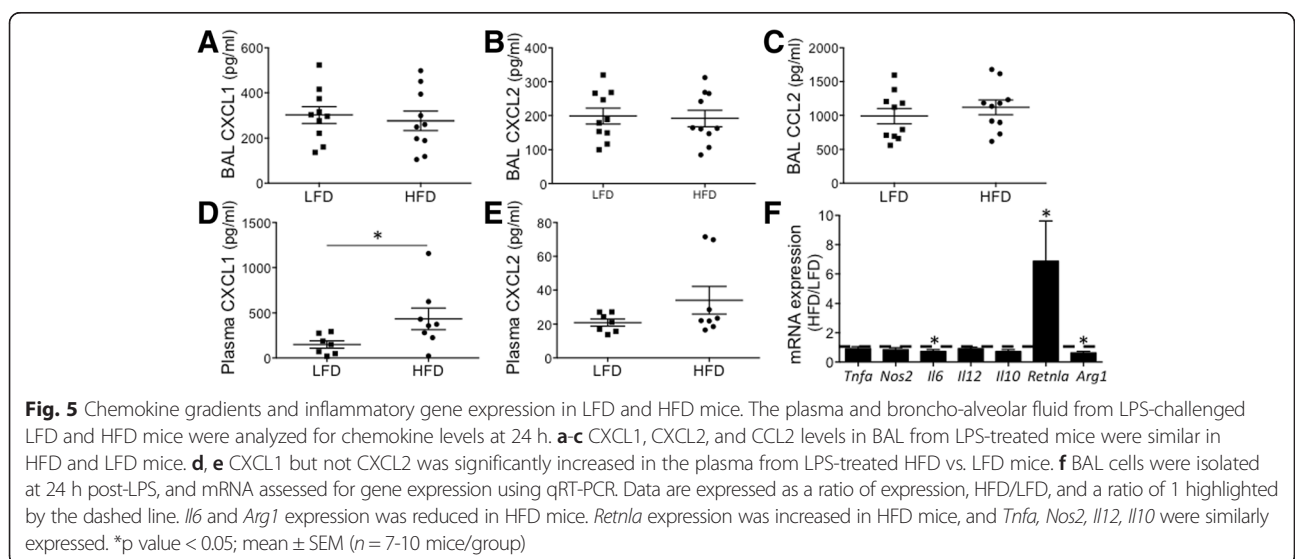 A
BAL CXCL1 (pg/ml)
600
400
200
0
LFD HFD
B
BAL CXCL2 (pg/ml)
400
300
200
100
0
LFD HFD
C
BAL CCL2 (pg/ml)
2000
1500
1000
500
0
LFD HFD
D
Plasma CXCL1 (pg/ml)
1500
1000
500
0
*
LFD HFD
E
Plasma CXCL2 (pg/ml)
80
60
40
20
0
LFD HFD
F
mRNA expression
(HFD/LFD)
10
8
6
4
2
0
* * *
Tnfa Nos2 Il6 Il12 Il10 Retnla Arg1
Fig. 5 Chemokine gradients and inflammatory gene expression in LFD and HFD mice. The plasma and broncho-alveolar fluid from LPS-challenged
LFD and HFD mice were analyzed for chemokine levels at 24 h. a-c CXCL1, CXCL2, and CCL2 levels in BAL from LPS-treated mice were similar in
HFD and LFD mice. d, e CXCL1 but not CXCL2 was significantly increased in the plasma from LPS-treated HFD vs. LFD mice. f BAL cells were isolated
at 24 h post-LPS, and mRNA assessed for gene expression using qRT-PCR. Data are expressed as a ratio of expression, HFD/LFD, and a ratio of 1 highlighted
by the dashed line. Il6 and Arg1 expression was reduced in HFD mice. Retnla expression was increased in HFD mice, and Tnfa, Nos2, Il12, Il10 were similarly
expressed. *p value < 0.05; mean ± SEM (n = 7-10 mice/group)